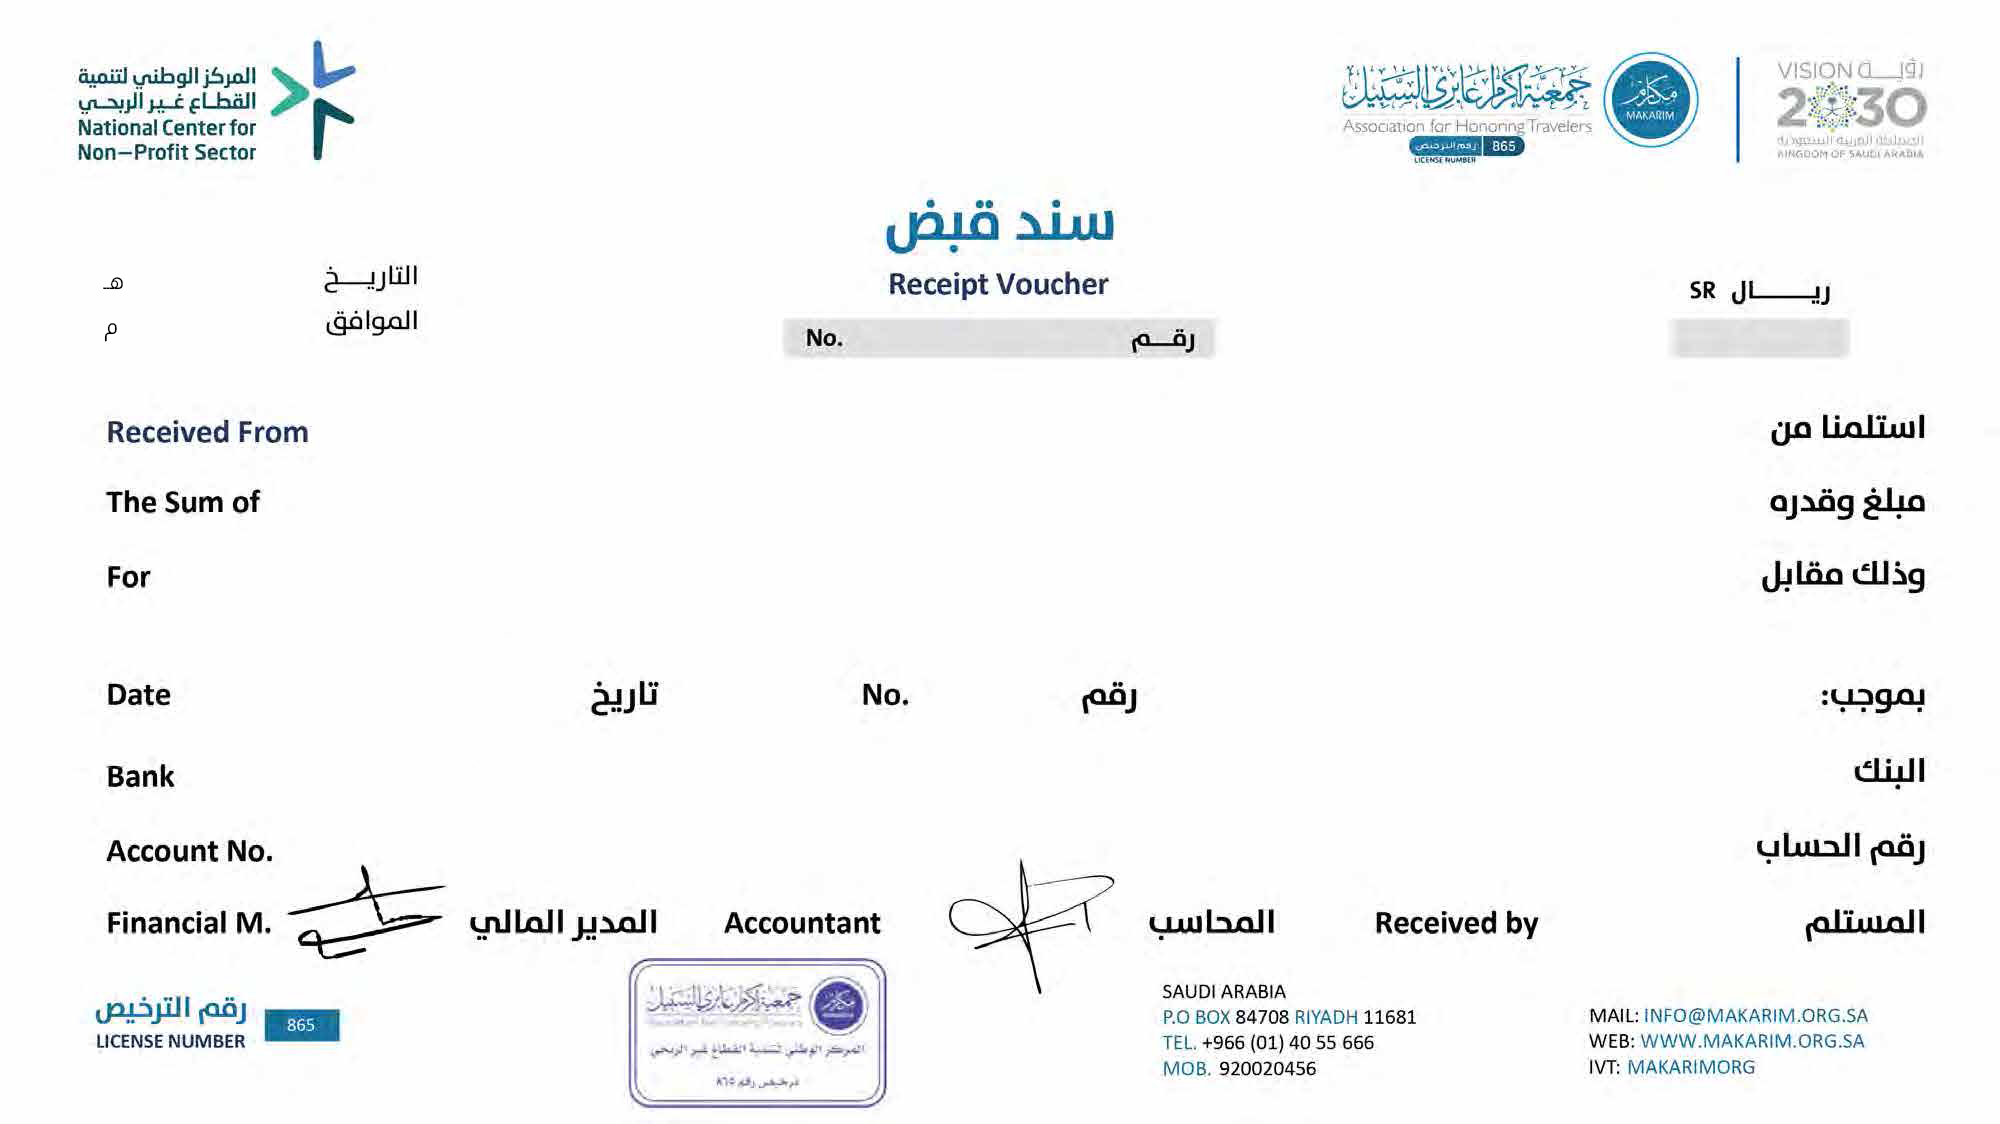 المركز الوطني لتنمية
القطاع غير الربحي
National Center for
Non-Profit Sector
جمعية إكرام عابري السبيل
Association for Honoring Travelers
رقم الترخيص 865
LICENSE NUMBER
مكارم
MAKARIM
VISION رؤية
2030
المملكة العربية السعودية
KINGDOM OF SAUDI ARABIA
سند قبض
Receipt Voucher
التاريخ هـ
الموافق م
No. رقم
SR ريال
Received From استلمنا من
The Sum of مبلغ وقدره
For وذلك مقابل
Date تاريخ No. رقم بموجب:
Bank البنك
Account No. رقم الحساب
Financial M. المدير المالي Accountant المحاسب Received by المستلم
رقم الترخيص
LICENSE NUMBER
865
جمعية إكرام عابري السبيل
مكارم
المركز الوطني لتنمية القطاع غير الربحي
ترخيص رقم ٨٦٥
SAUDI ARABIA
P.O BOX 84708 RIYADH 11681
TEL. +966 (01) 40 55 666
MOB. 920020456
MAIL: INFO@MAKARIM.ORG.SA
WEB: WWW.MAKARIM.ORG.SA
IVT: MAKARIMORG